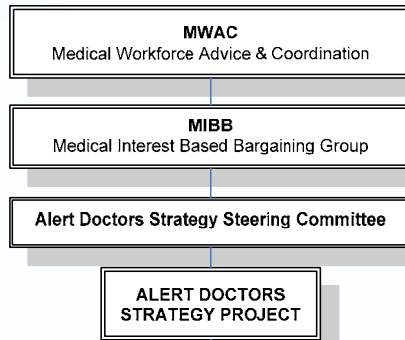 MWAC
Medical Workforce Advice & Coordination
MIBB
Medical Interest Based Bargaining Group
Alert Doctors Strategy Steering Committee
ALERT DOCTORS
STRATEGY PROJECT